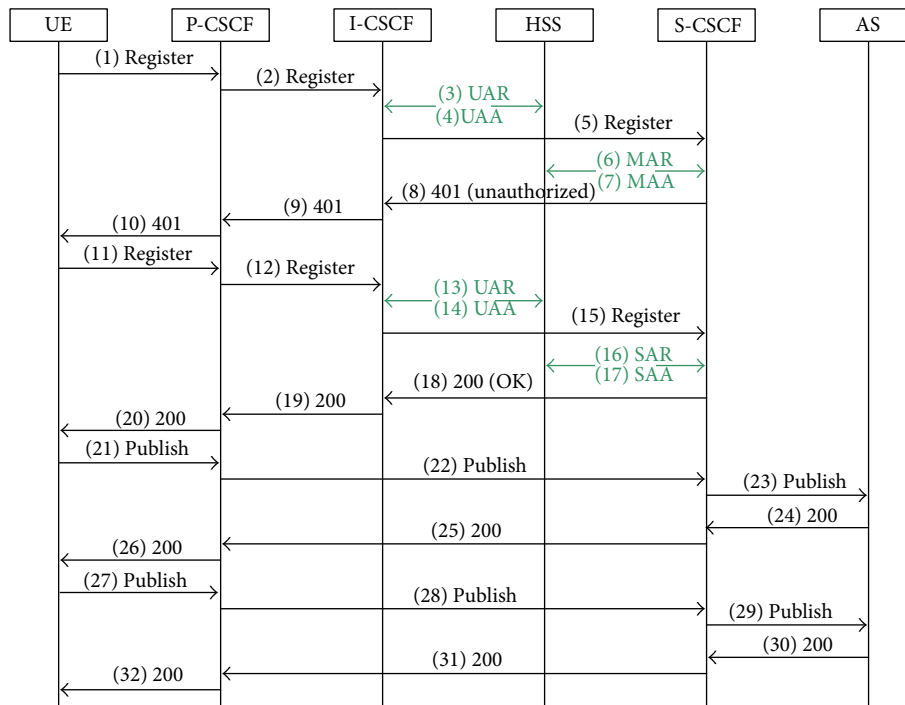 UE P-CSCF I-CSCF HSS S-CSCF AS
(1) Register
(2) Register
(3) UAR
(4)UAA
(5) Register
(6) MAR
(7) MAA
(8) 401 (unauthorized)
(9) 401
(10) 401
(11) Register
(12) Register
(13) UAR
(14) UAA
(15) Register
(16) SAR
(17) SAA
(18) 200 (OK)
(19) 200
(20) 200
(21) Publish
(22) Publish
(23) Publish
(24) 200
(25) 200
(26) 200
(27) Publish
(28) Publish
(29) Publish
(30) 200
(31) 200
(32) 200